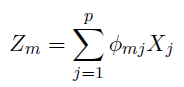 Z_m = \sum_{j=1}^{p} \phi_{mj} X_j